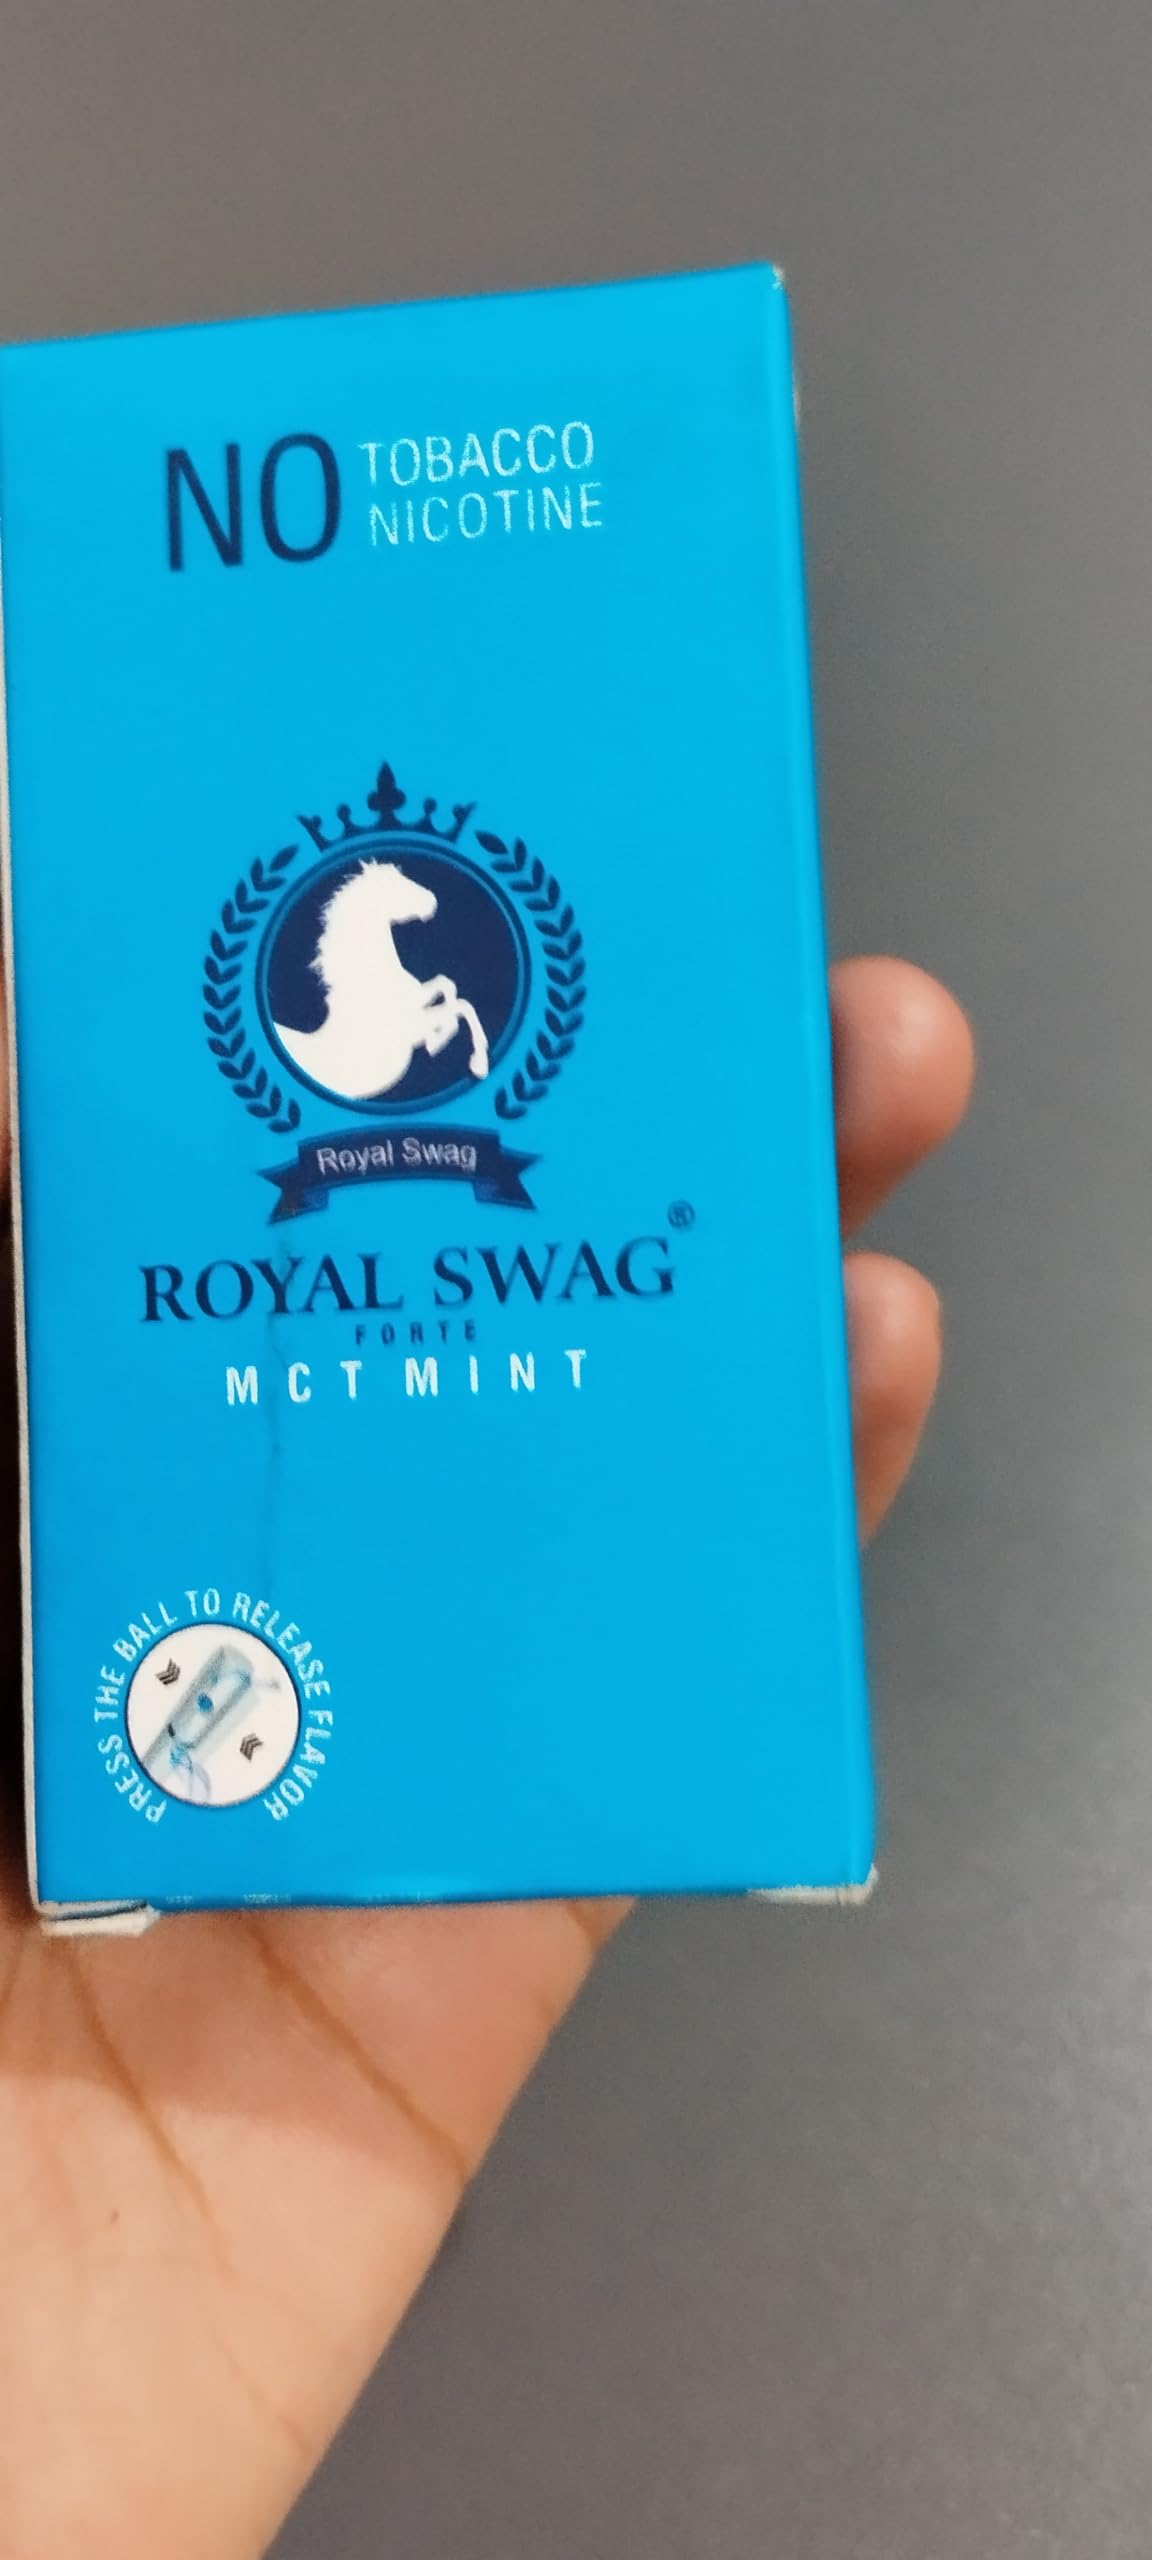 NO TOBACCO
NICOTINE
Royal Swag
ROYAL SWAG®
FORTE
MCT MINT
PRESS THE BALL TO RELEASE FLAVOR